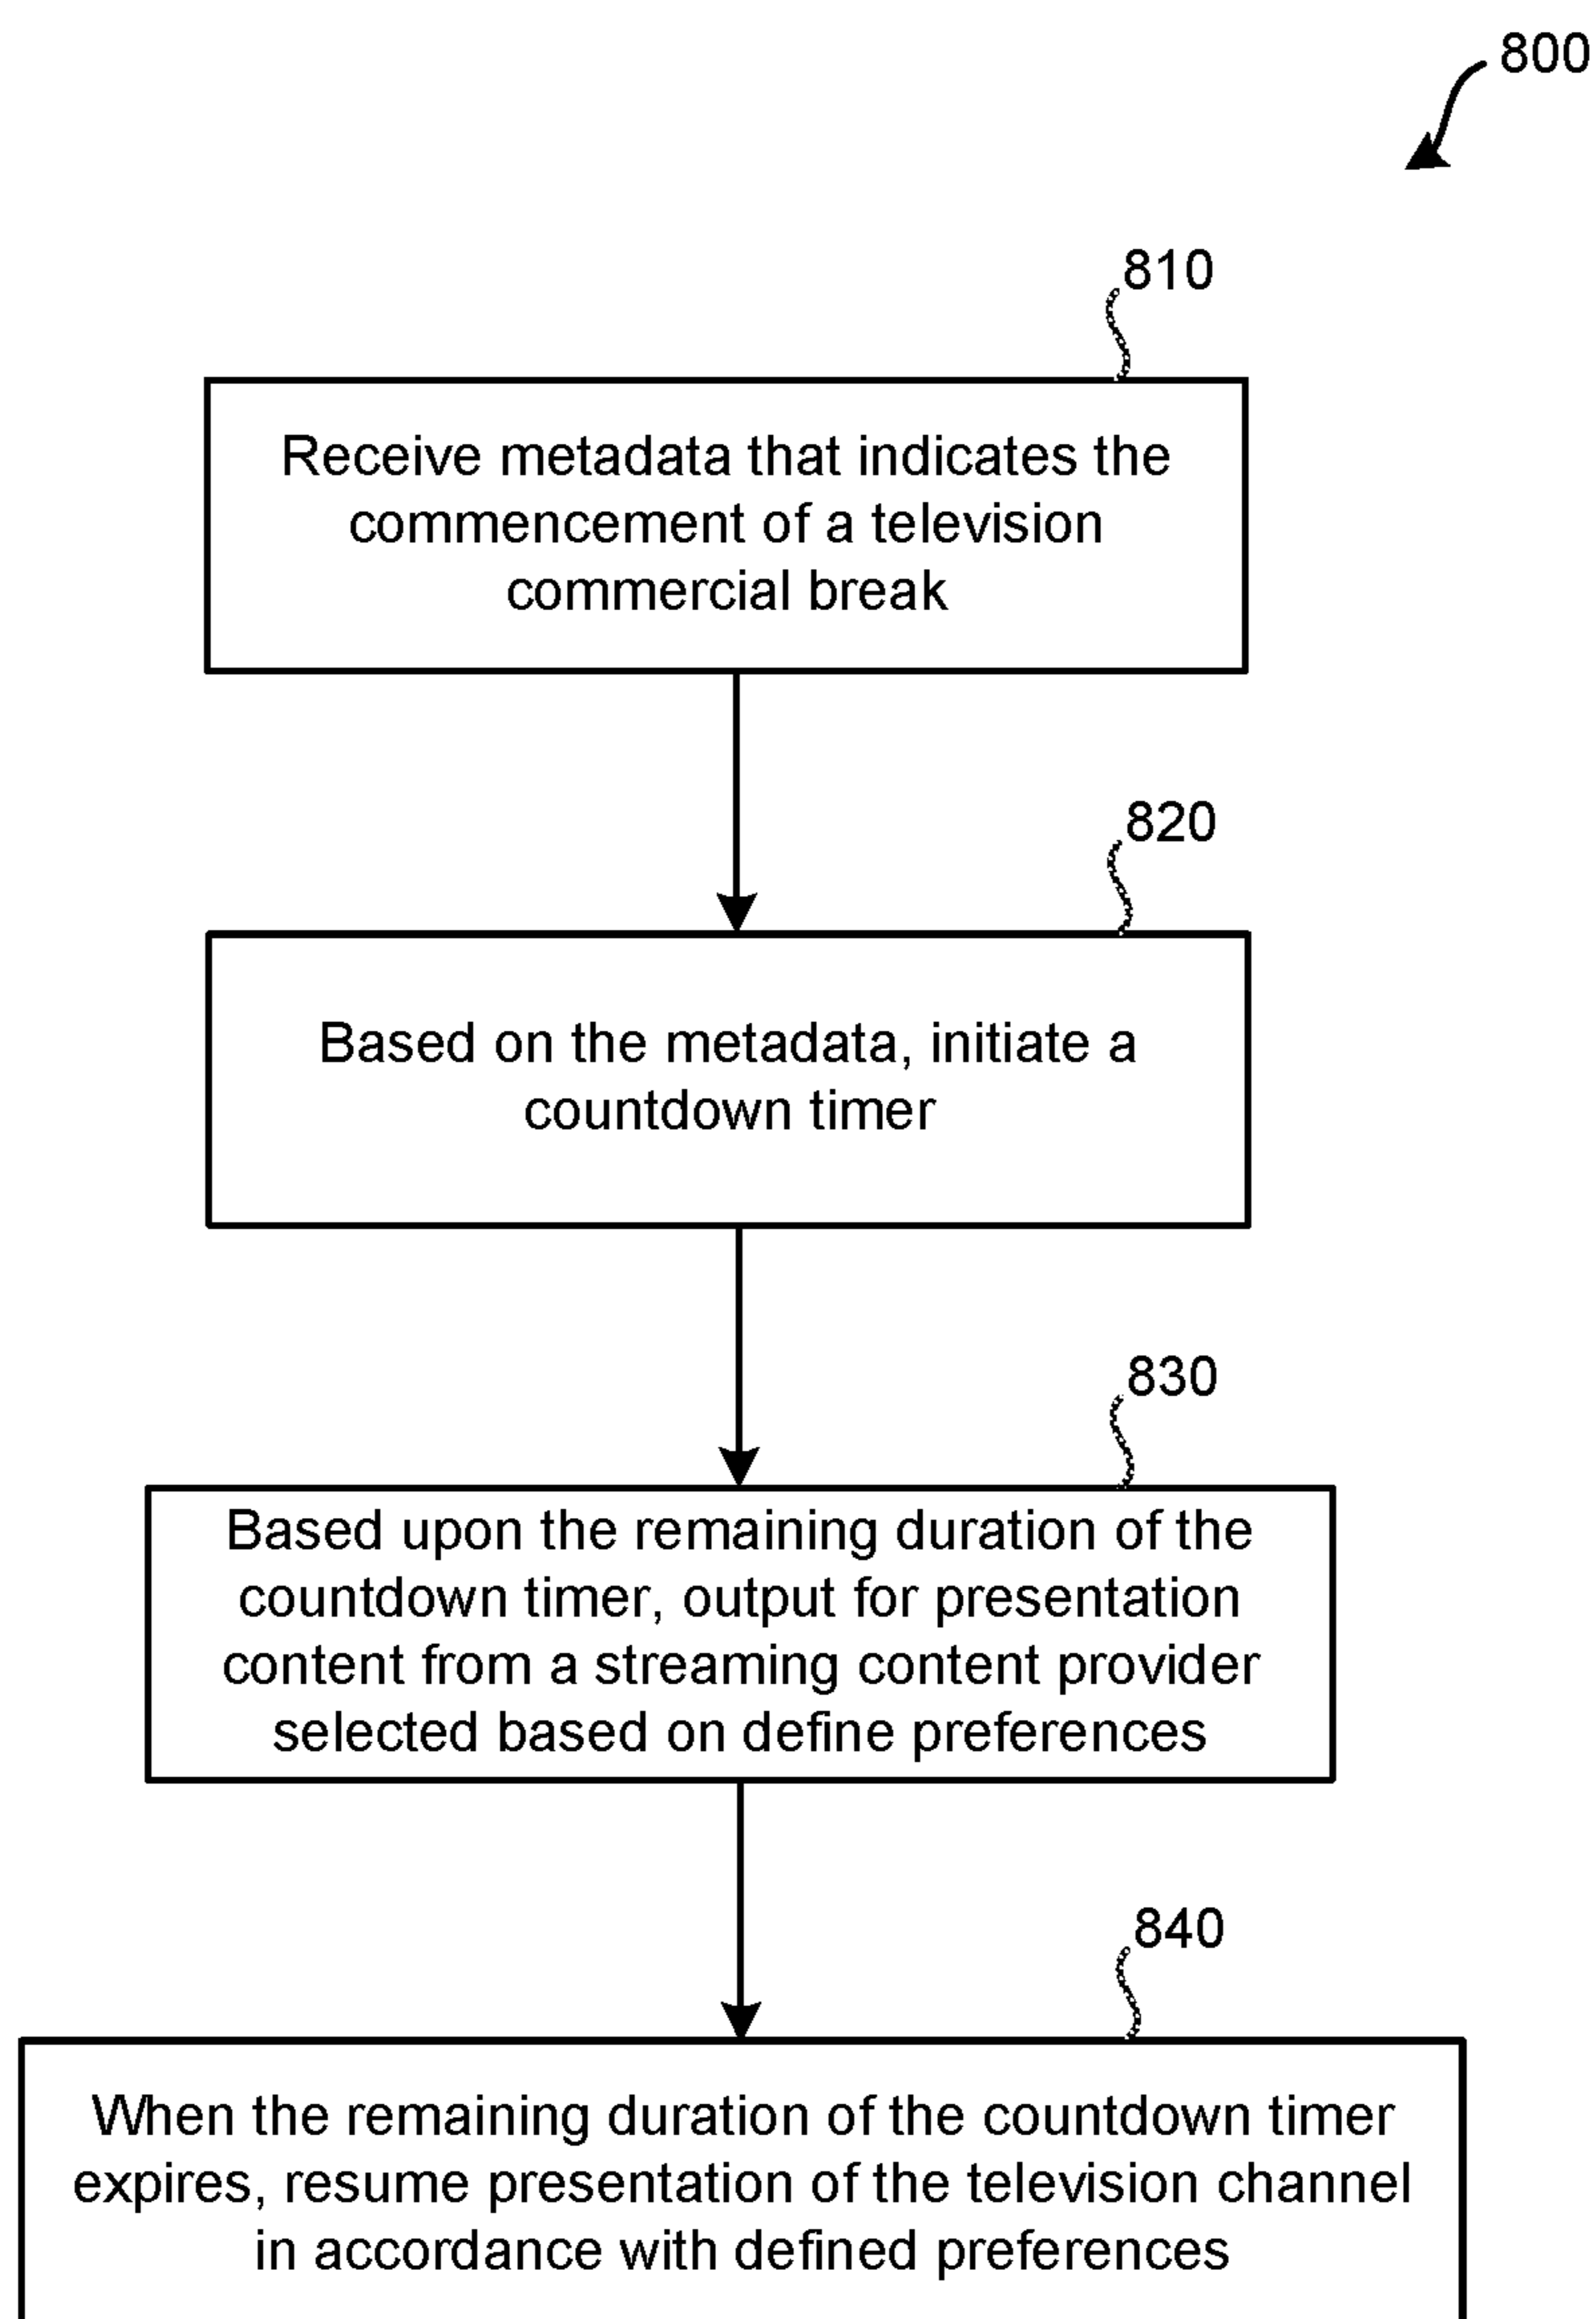 800
810
Receive metadata that indicates the
commencement of a television
commercial break
820
Based on the metadata, initiate a
countdown timer
830
Based upon the remaining duration of the
countdown timer, output for presentation
content from a streaming content provider
selected based on define preferences
840
When the remaining duration of the countdown timer
expires, resume presentation of the television channel
in accordance with defined preferences